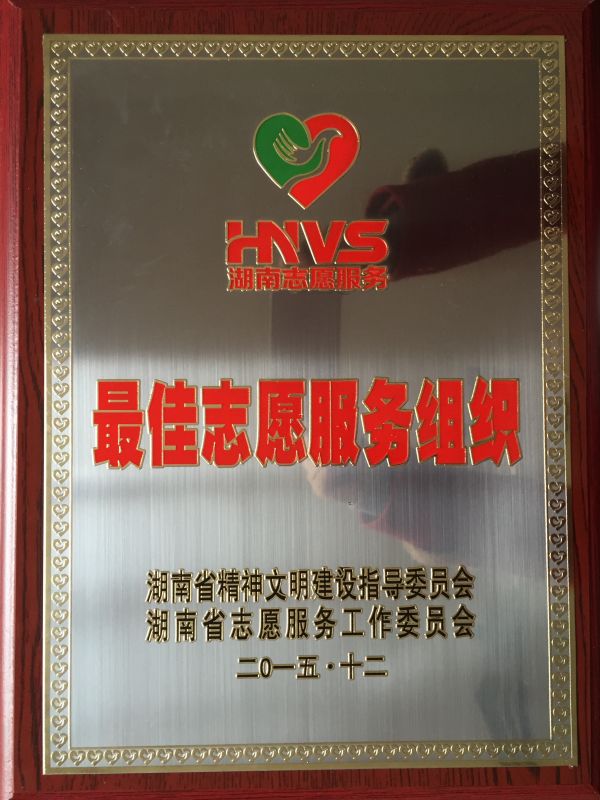 HNVS
湖南志愿服务
最佳志愿服务组织
湖南省精神文明建设指导委员会
湖南省志愿服务工作委员会
二〇一五·十二